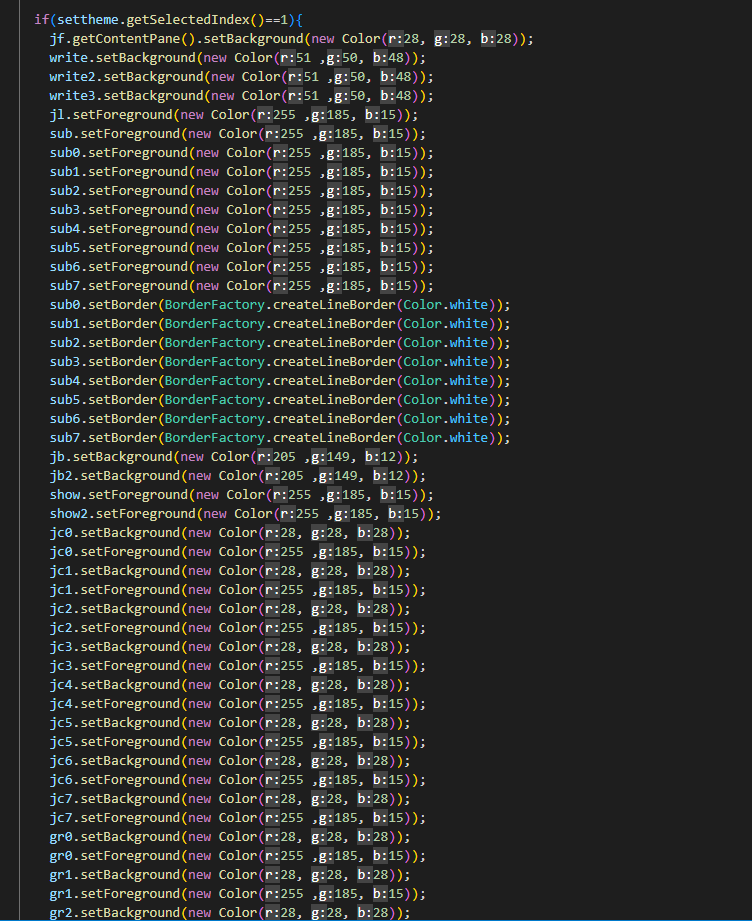 if(settheme.getSelectedIndex()==1){
jf.getContentPane().setBackground(new Color(r:28, g:28, b:28));
write.setBackground(new Color(r:51 ,g:50, b:48));
write2.setBackground(new Color(r:51 ,g:50, b:48));
write3.setBackground(new Color(r:51 ,g:50, b:48));
jl.setForeground(new Color(r:255 ,g:185, b:15));
sub.setForeground(new Color(r:255 ,g:185, b:15));
sub0.setForeground(new Color(r:255 ,g:185, b:15));
sub1.setForeground(new Color(r:255 ,g:185, b:15));
sub2.setForeground(new Color(r:255 ,g:185, b:15));
sub3.setForeground(new Color(r:255 ,g:185, b:15));
sub4.setForeground(new Color(r:255 ,g:185, b:15));
sub5.setForeground(new Color(r:255 ,g:185, b:15));
sub6.setForeground(new Color(r:255 ,g:185, b:15));
sub7.setForeground(new Color(r:255 ,g:185, b:15));
sub0.setBorder(BorderFactory.createLineBorder(Color.white));
sub1.setBorder(BorderFactory.createLineBorder(Color.white));
sub2.setBorder(BorderFactory.createLineBorder(Color.white));
sub3.setBorder(BorderFactory.createLineBorder(Color.white));
sub4.setBorder(BorderFactory.createLineBorder(Color.white));
sub5.setBorder(BorderFactory.createLineBorder(Color.white));
sub6.setBorder(BorderFactory.createLineBorder(Color.white));
sub7.setBorder(BorderFactory.createLineBorder(Color.white));
jb.setBackground(new Color(r:205 ,g:149, b:12));
jb2.setBackground(new Color(r:205 ,g:149, b:12));
show.setForeground(new Color(r:255 ,g:185, b:15));
show2.setForeground(new Color(r:255 ,g:185, b:15));
jc0.setBackground(new Color(r:28, g:28, b:28));
jc0.setForeground(new Color(r:255 ,g:185, b:15));
jc1.setBackground(new Color(r:28, g:28, b:28));
jc1.setForeground(new Color(r:255 ,g:185, b:15));
jc2.setBackground(new Color(r:28, g:28, b:28));
jc2.setForeground(new Color(r:255 ,g:185, b:15));
jc3.setBackground(new Color(r:28, g:28, b:28));
jc3.setForeground(new Color(r:255 ,g:185, b:15));
jc4.setBackground(new Color(r:28, g:28, b:28));
jc4.setForeground(new Color(r:255 ,g:185, b:15));
jc5.setBackground(new Color(r:28, g:28, b:28));
jc5.setForeground(new Color(r:255 ,g:185, b:15));
jc6.setBackground(new Color(r:28, g:28, b:28));
jc6.setForeground(new Color(r:255 ,g:185, b:15));
jc7.setBackground(new Color(r:28, g:28, b:28));
jc7.setForeground(new Color(r:255 ,g:185, b:15));
gr0.setBackground(new Color(r:28, g:28, b:28));
gr0.setForeground(new Color(r:255 ,g:185, b:15));
gr1.setBackground(new Color(r:28, g:28, b:28));
gr1.setForeground(new Color(r:255 ,g:185, b:15));
gr2.setBackground(new Color(r:28, g:28, b:28));